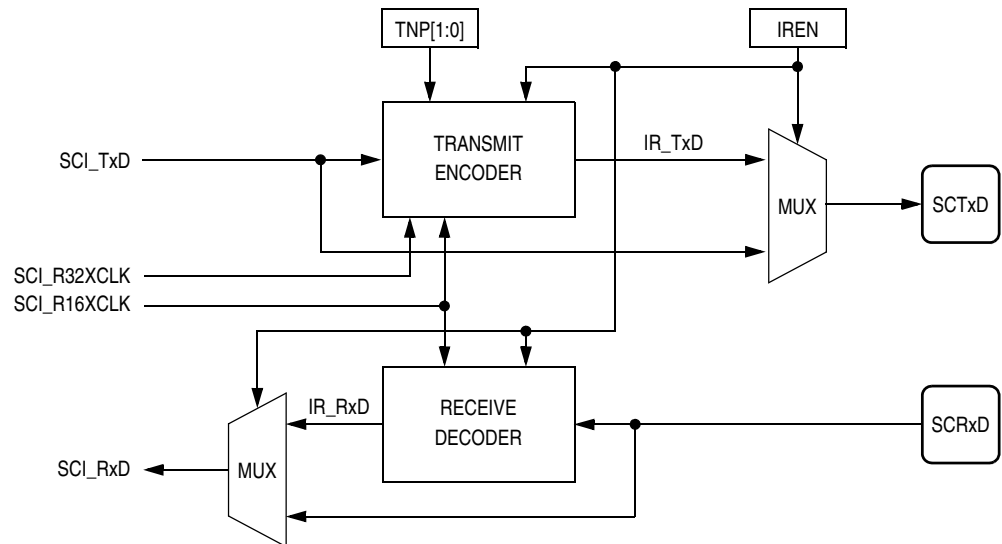 TNP[1:0]
IREN
TRANSMIT
ENCODER
SCI_TxD
IR_TxD
MUX
SCTxD
SCI_R32XCLK
SCI_R16XCLK
IR_RxD
RECEIVE
DECODER
SCRxD
SCI_RxD
MUX